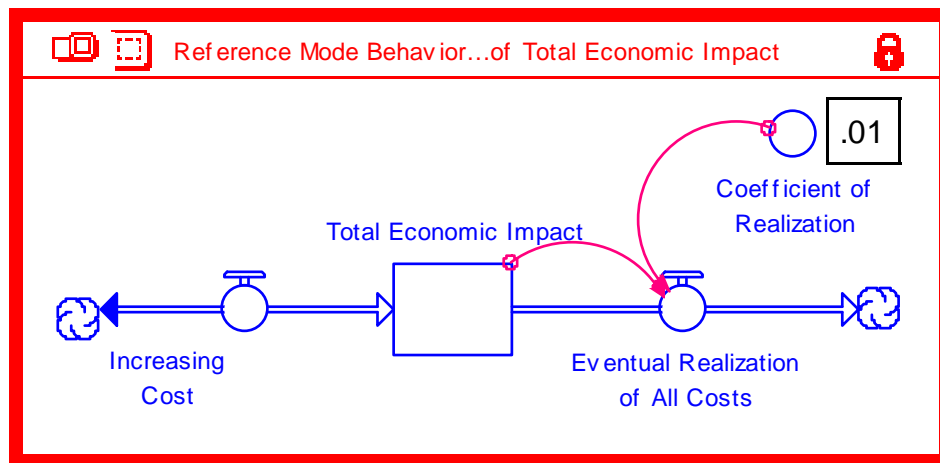 Reference Mode Behavior...of Total Economic Impact
.01
Coefficient of
Realization
Total Economic Impact
Increasing
Cost
Eventual Realization
of All Costs